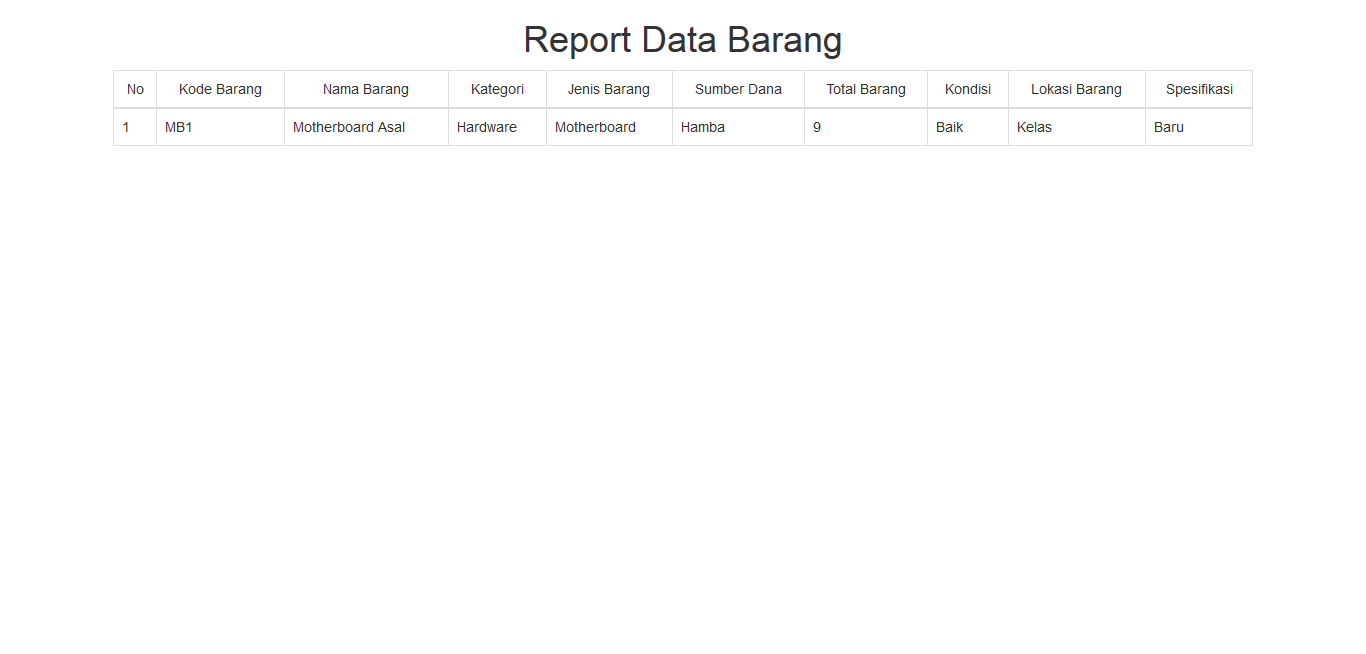 Report Data Barang
No Kode Barang Nama Barang Kategori Jenis Barang Sumber Dana Total Barang Kondisi Lokasi Barang Spesifikasi
1 MB1 Motherboard Asal Hardware Motherboard Hamba 9 Baik Kelas Baru